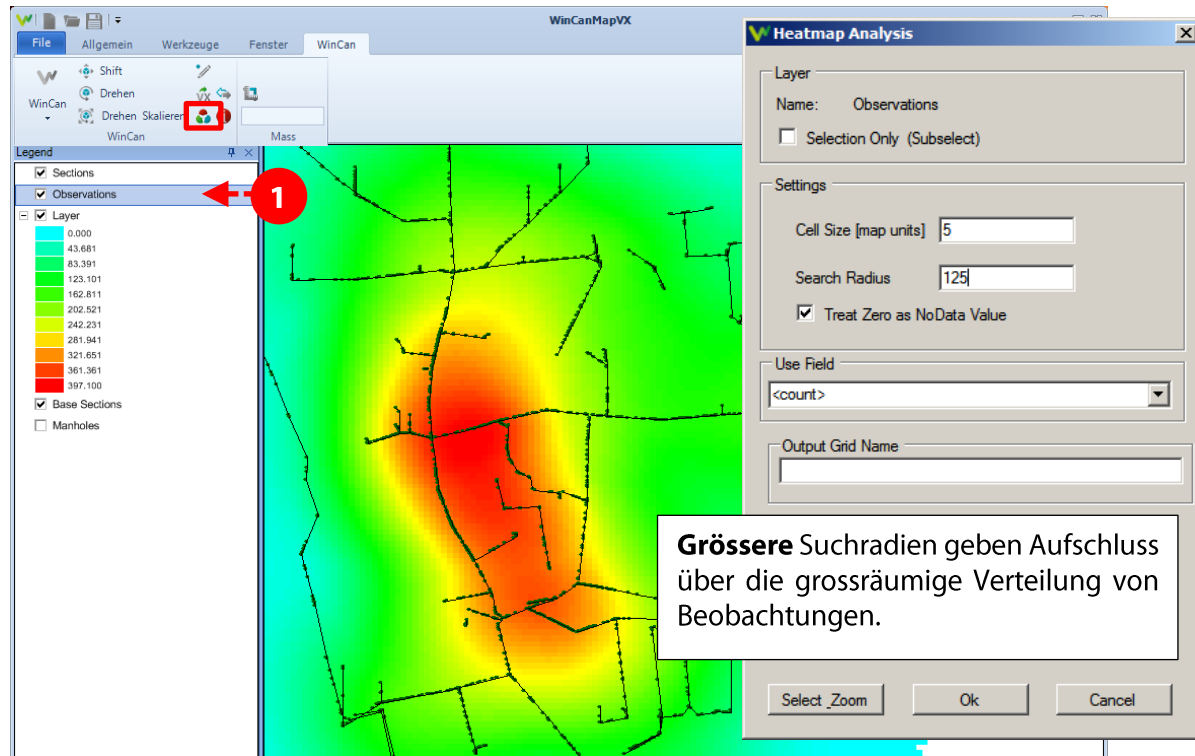 WinCanMapVX
File Allgemein Werkzeuge Fenster WinCan
WinCan
Shift
Drehen
Drehen Skalieren
VX
WinCan
Mass
Legend
Sections
Observations
1
Layer
0.000
43.681
83.391
123.101
162.811
202.521
242.231
281.941
321.651
361.361
397.100
Base Sections
Manholes
Heatmap Analysis
Layer
Name: Observations
Selection Only (Subselect)
Settings
Cell Size [map units] 5
Search Radius 125
Treat Zero as NoData Value
Use Field
<count>
Output Grid Name
Grössere Suchradien geben Aufschluss
über die grossräumige Verteilung von
Beobachtungen.
Select _Zoom Ok Cancel